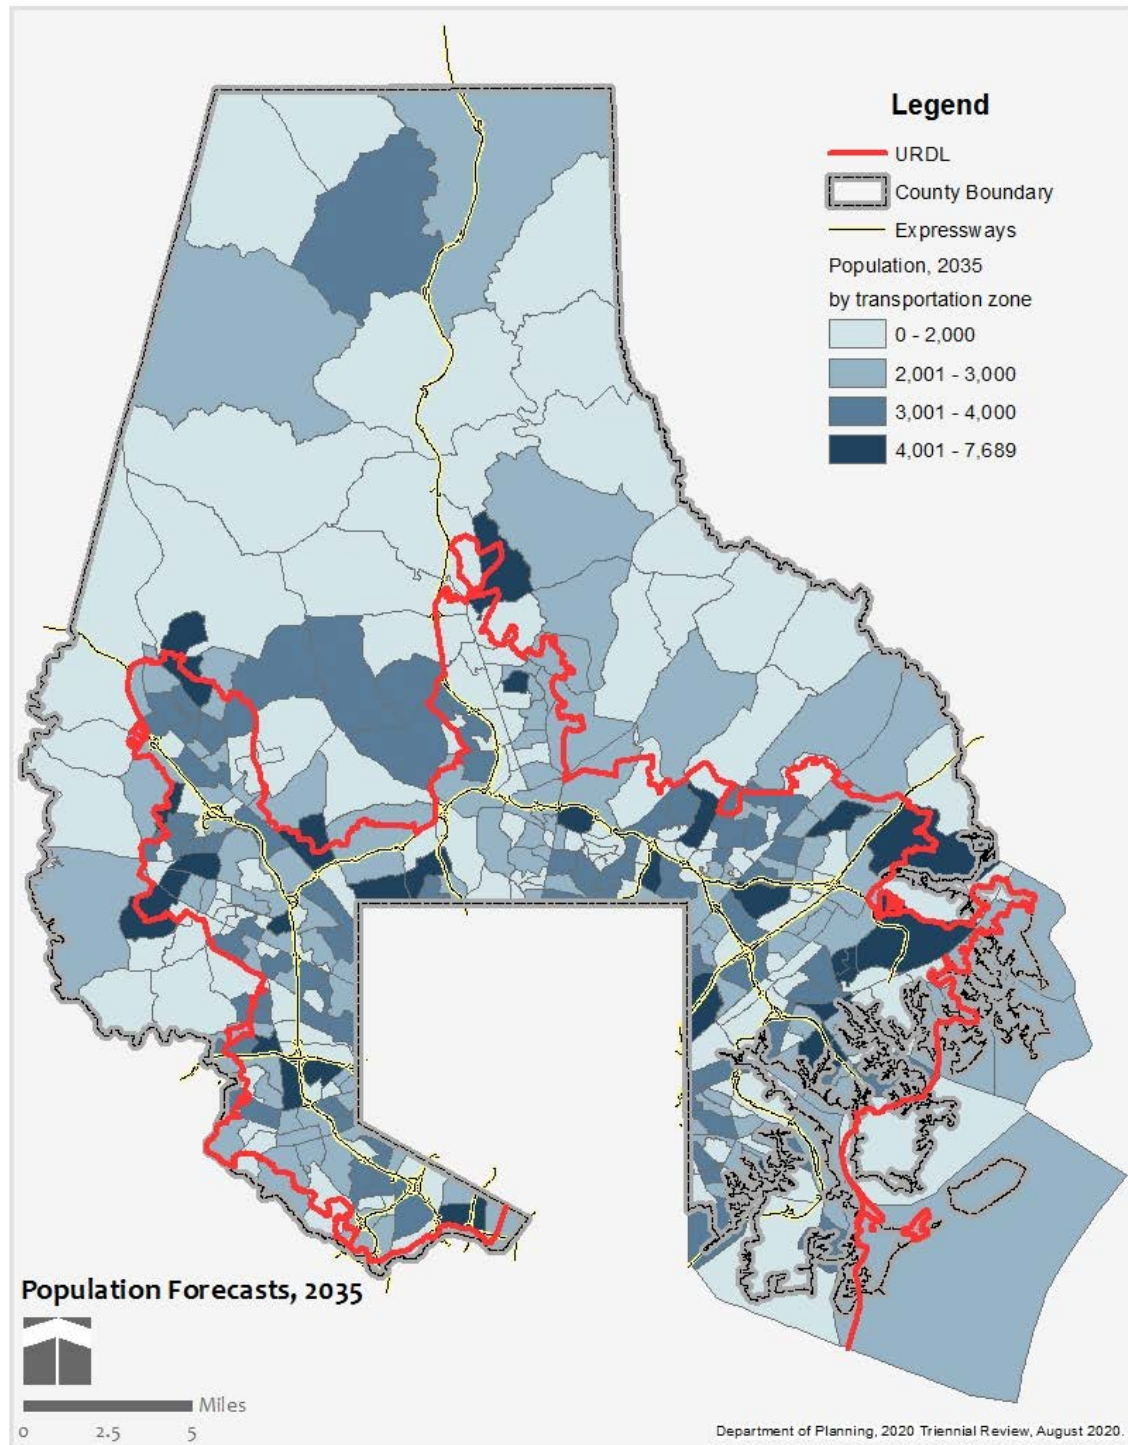 Legend
URDL
County Boundary
Expressways
Population, 2035
by transportation zone
0 - 2,000
2,001 - 3,000
3,001 - 4,000
4,001 - 7,689
Population Forecasts, 2035
Miles
0 2.5 5
Department of Planning, 2020 Triennial Review, August 2020.